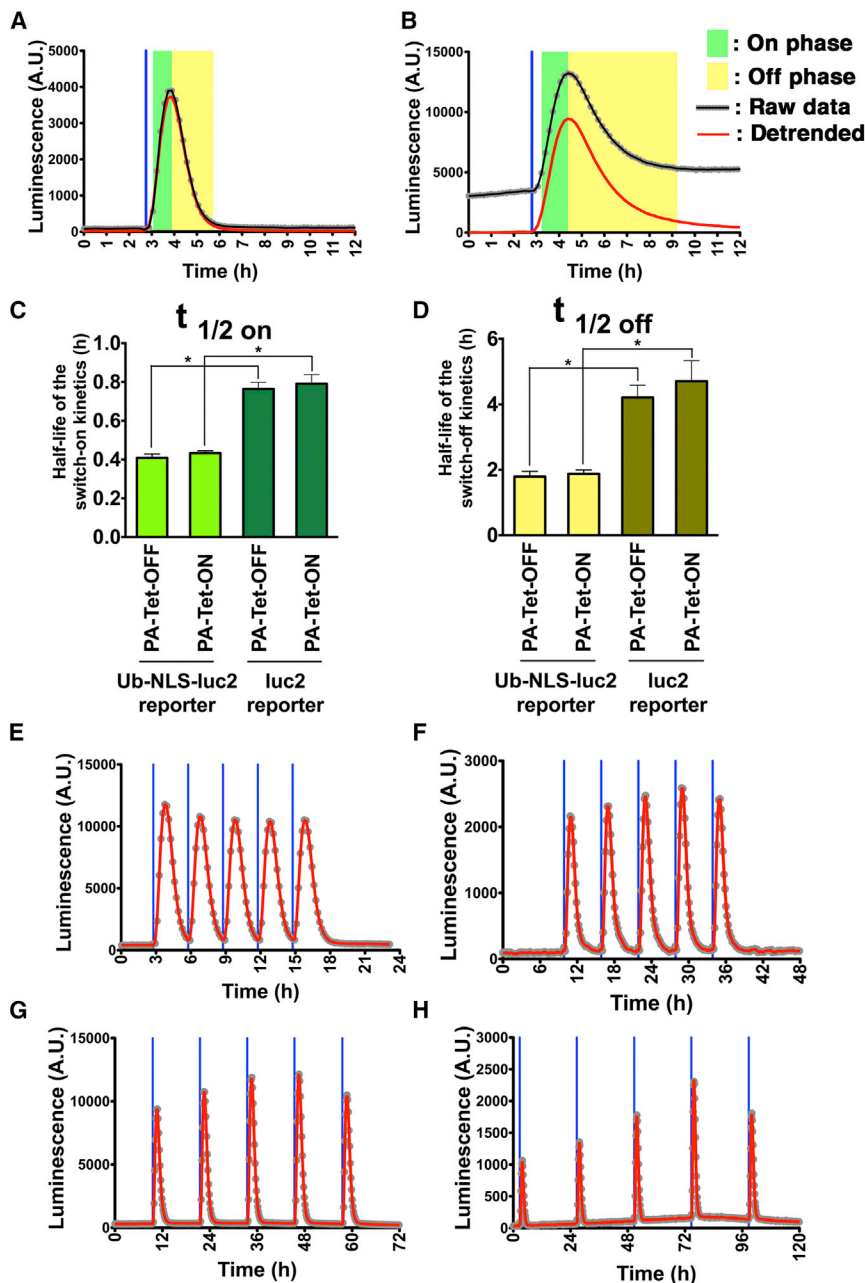 A
Luminescence (A.U.)
5000
4000
3000
2000
1000
0
0 1 2 3 4 5 6 7 8 9 10 11 12
Time (h)
B
Luminescence (A.U.)
15000
10000
5000
0
0 1 2 3 4 5 6 7 8 9 10 11 12
Time (h)
: On phase
: Off phase
: Raw data
: Detrended
C
t 1/2 on
Half-life of the
switch-on kinetics (h)
1.0
0.8
0.6
0.4
0.2
0.0
* *
PA-Tet-OFF
PA-Tet-ON
PA-Tet-OFF
PA-Tet-ON
Ub-NLS-luc2
reporter
luc2
reporter
D
t 1/2 off
Half-life of the
switch-off kinetics (h)
6
4
2
0
* *
PA-Tet-OFF
PA-Tet-ON
PA-Tet-OFF
PA-Tet-ON
Ub-NLS-luc2
reporter
luc2
reporter
E
Luminescence (A.U.)
15000
10000
5000
0
0 3 6 9 12 15 18 21 24
Time (h)
F
Luminescence (A.U.)
3000
2000
1000
0
0 6 12 18 24 30 36 42 48
Time (h)
G
Luminescence (A.U.)
15000
10000
5000
0
0 12 24 36 48 60 72
Time (h)
H
Luminescence (A.U.)
3000
2500
2000
1500
1000
500
0
0 24 48 72 96 120
Time (h)